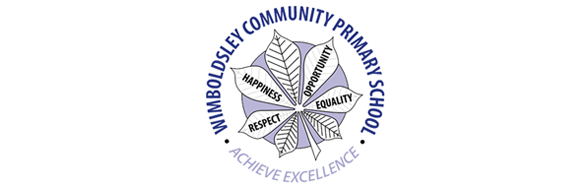 WIMBOLDSLEY COMMUNITY PRIMARY SCHOOL
HAPPINESS
OPPORTUNITY
EQUALITY
RESPECT
• ACHIEVE EXCELLENCE •